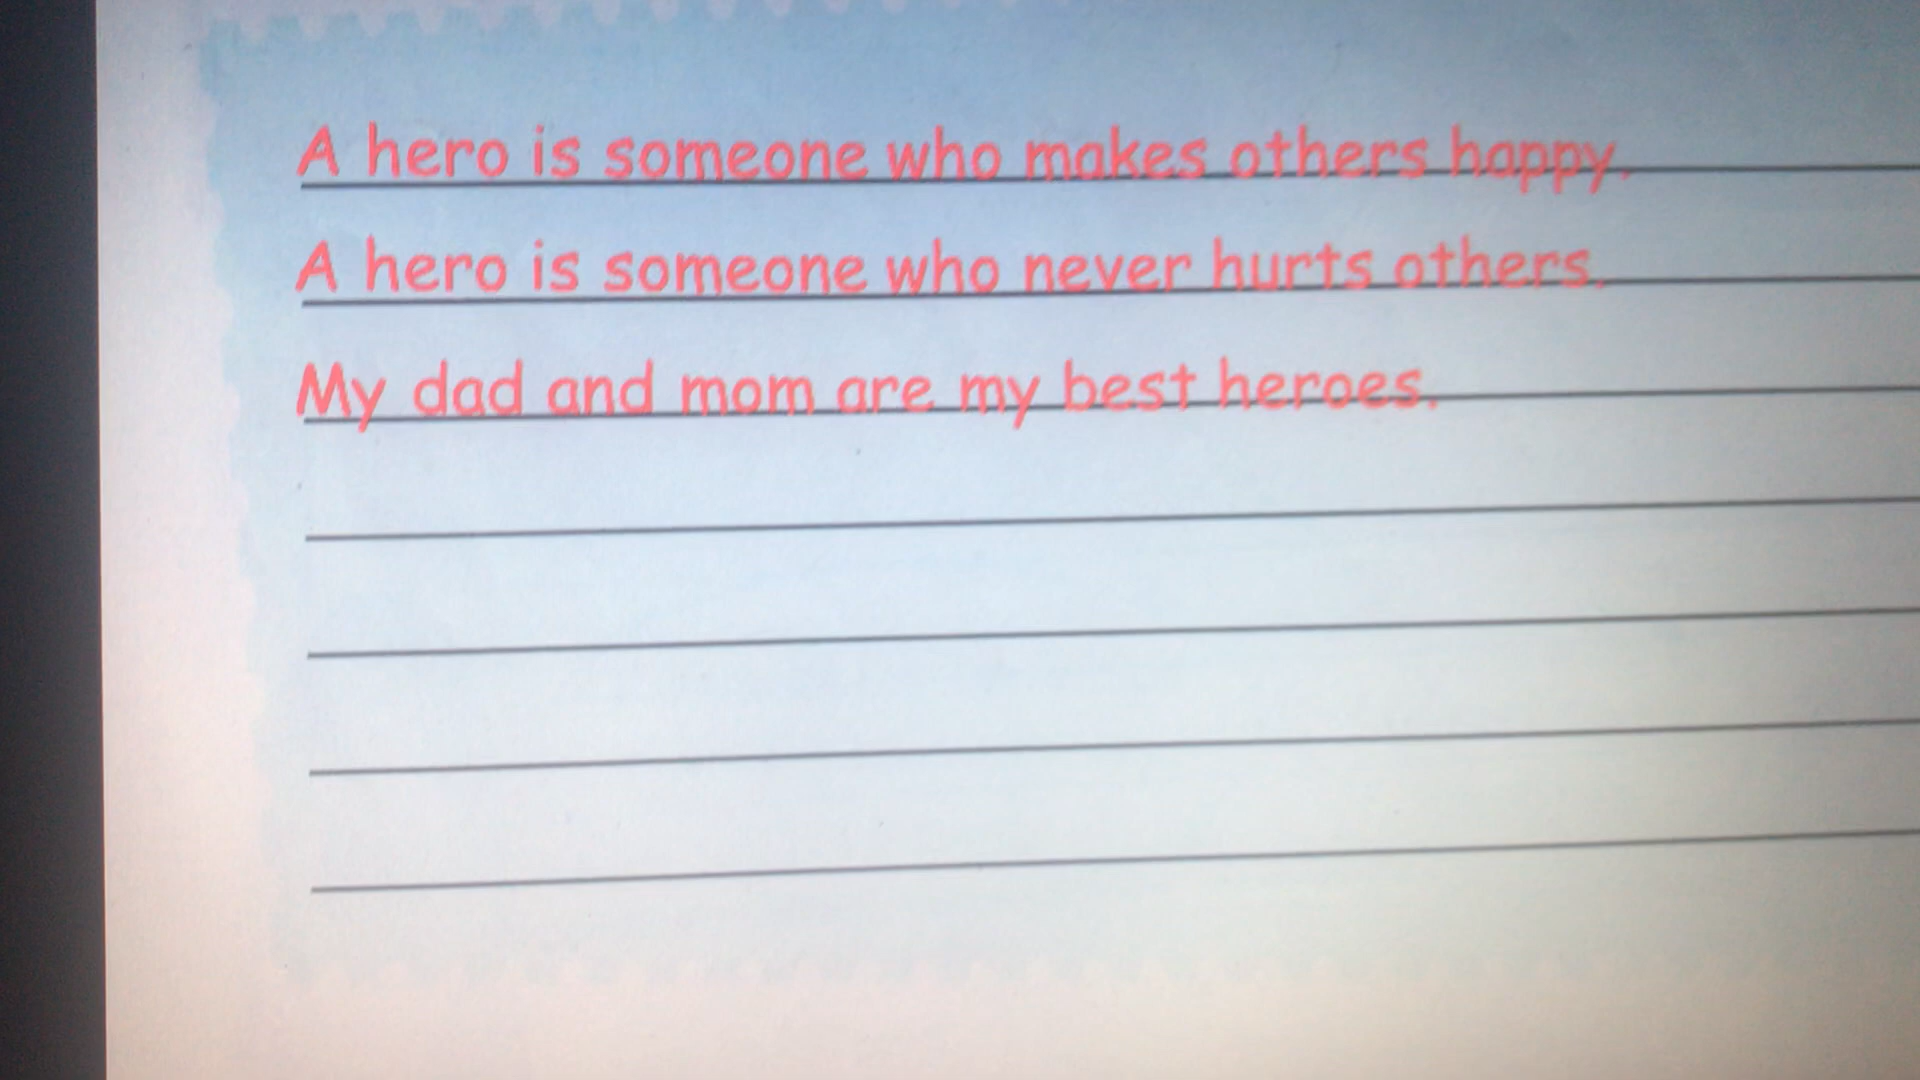 A hero is someone who makes others happy.
A hero is someone who never hurts others.
My dad and mom are my best heroes.